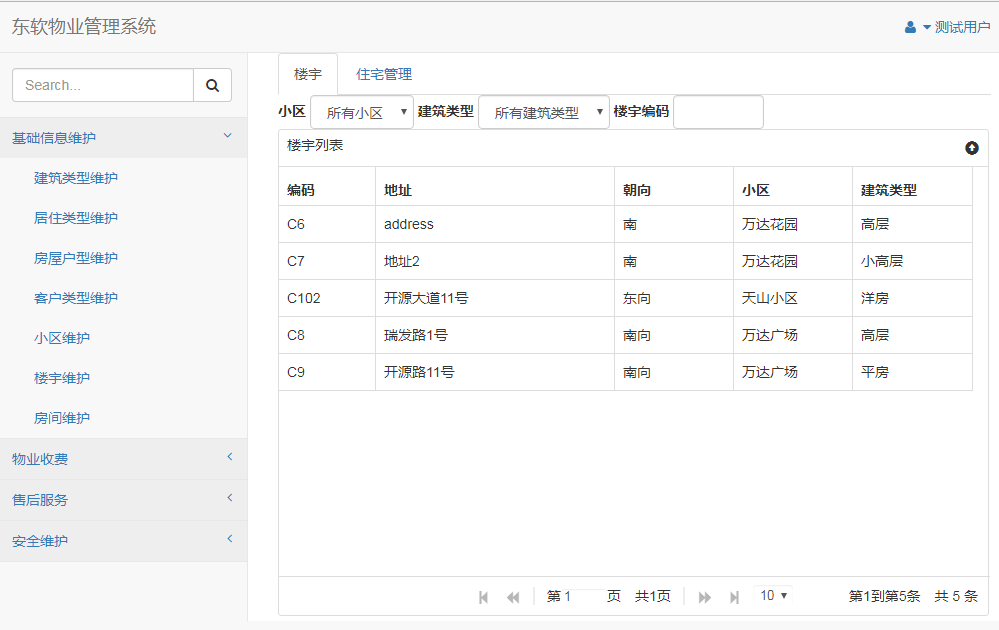 东软物业管理系统
测试用户
Search...
基础信息维护
建筑类型维护
居住类型维护
房屋户型维护
客户类型维护
小区维护
楼宇维护
房间维护
物业收费
售后服务
安全维护
楼宇 住宅管理
小区 所有小区 建筑类型 所有建筑类型 楼宇编码
楼宇列表
编码 地址 朝向 小区 建筑类型
C6 address 南 万达花园 高层
C7 地址2 南 万达花园 小高层
C102 开源大道11号 东向 天山小区 洋房
C8 瑞发路1号 南向 万达广场 高层
C9 开源路11号 南向 万达广场 平房
第 1 页 共1页 10 第1到第5条 共 5 条